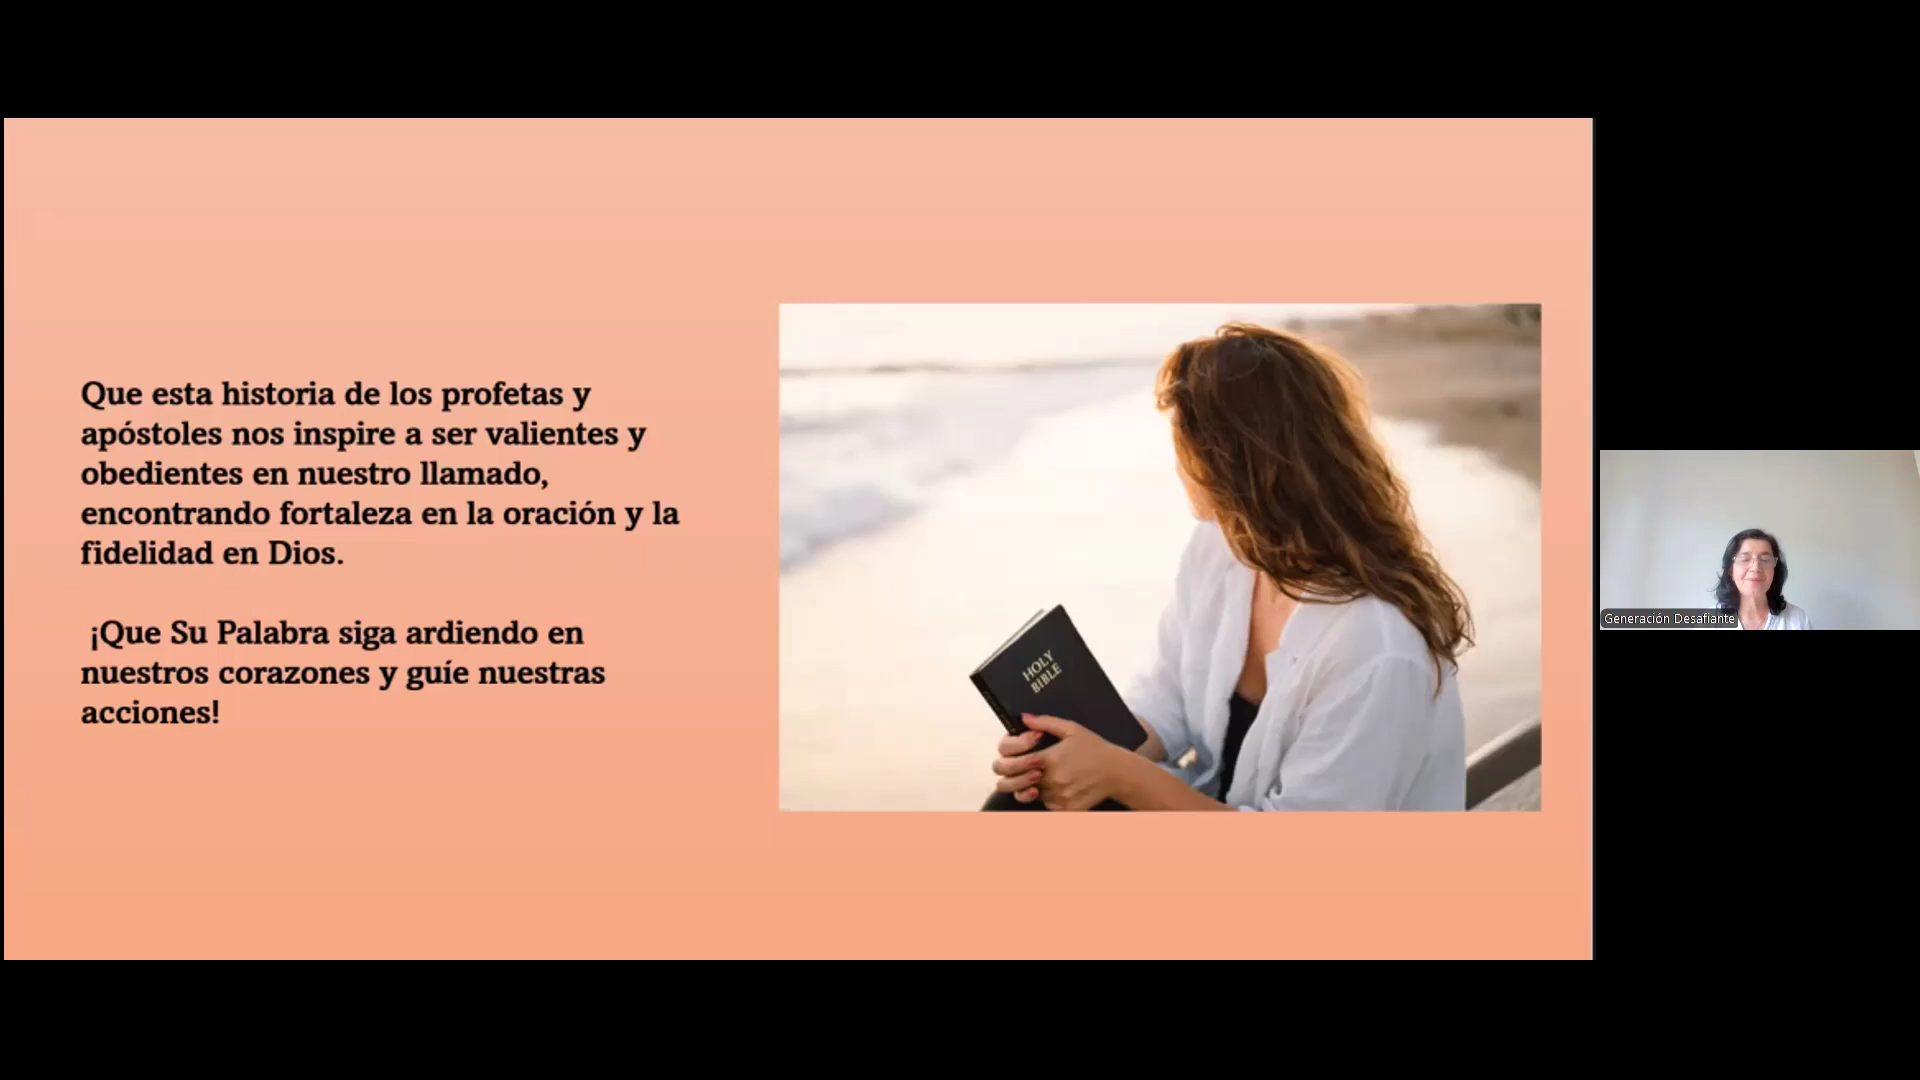 Que esta historia de los profetas y
apóstoles nos inspire a ser valientes y
obedientes en nuestro llamado,
encontrando fortaleza en la oración y la
fidelidad en Dios.
¡Que Su Palabra siga ardiendo en
nuestros corazones y guíe nuestras
acciones!
HOLY
BIBLE
Generación Desafiante